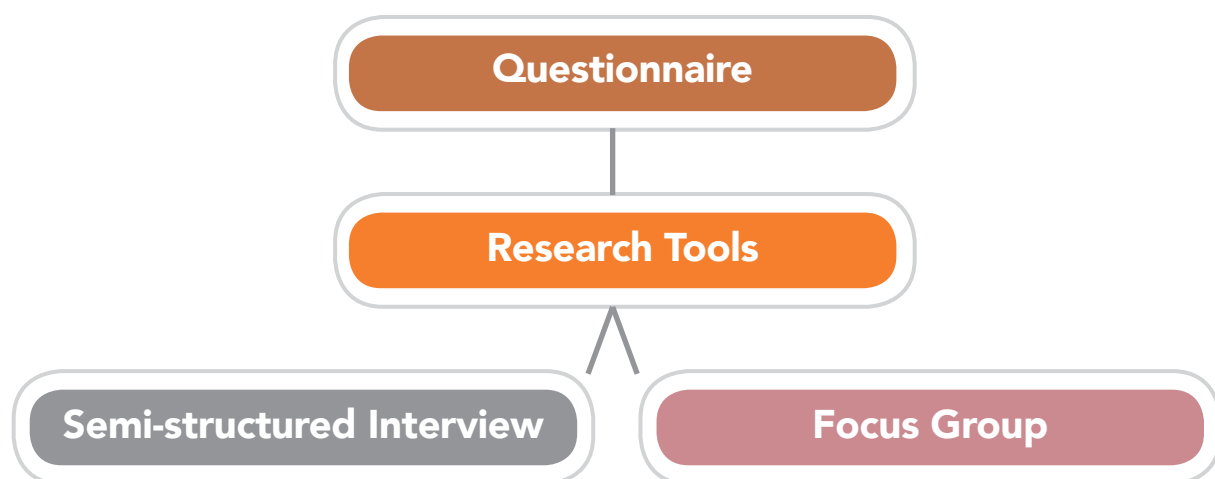 Questionnaire
Research Tools
Semi-structured Interview
Focus Group